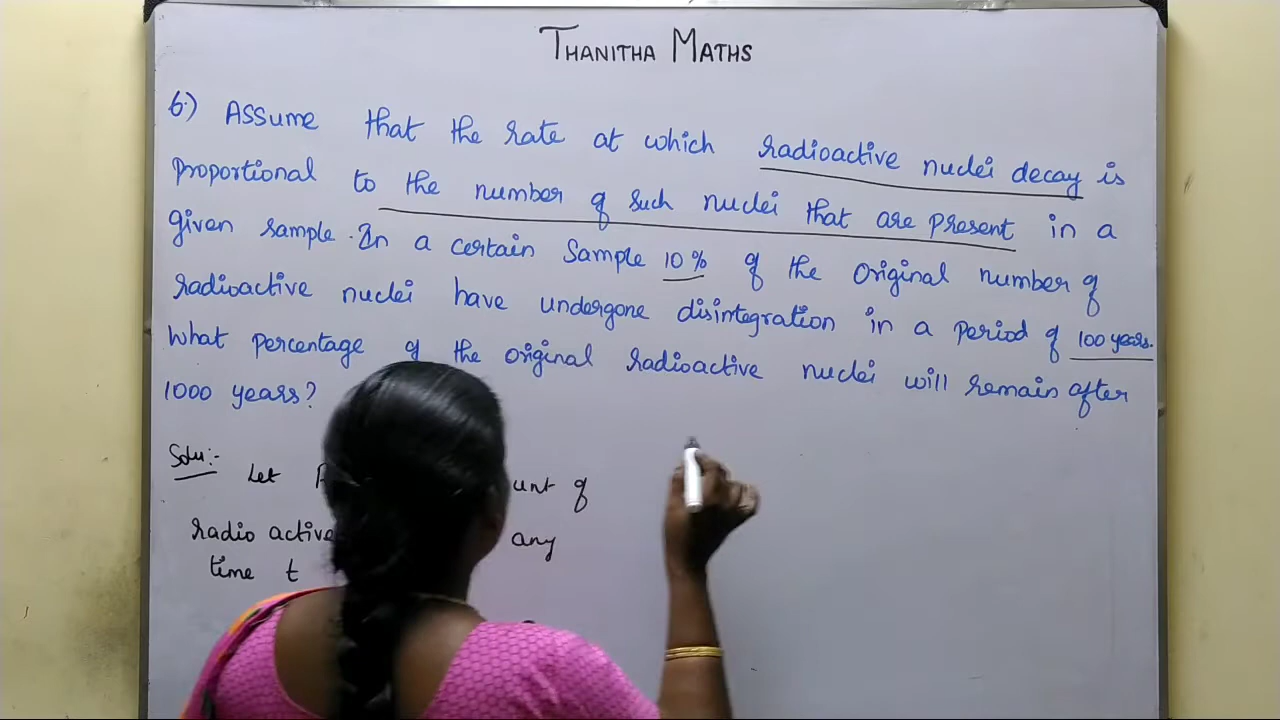 THANITHA MATHS
6.) Assume that the rate at which radioactive nuclei decay is
proportional to the number of such nuclei that are present in a
given sample. In a certain sample 10% of the original number of
radioactive nuclei have undergone disintegration in a period of 100 years.
What percentage of the original radioactive nuclei will remain after
1000 years?
Solu:-
Let unt of
radio active any
time t